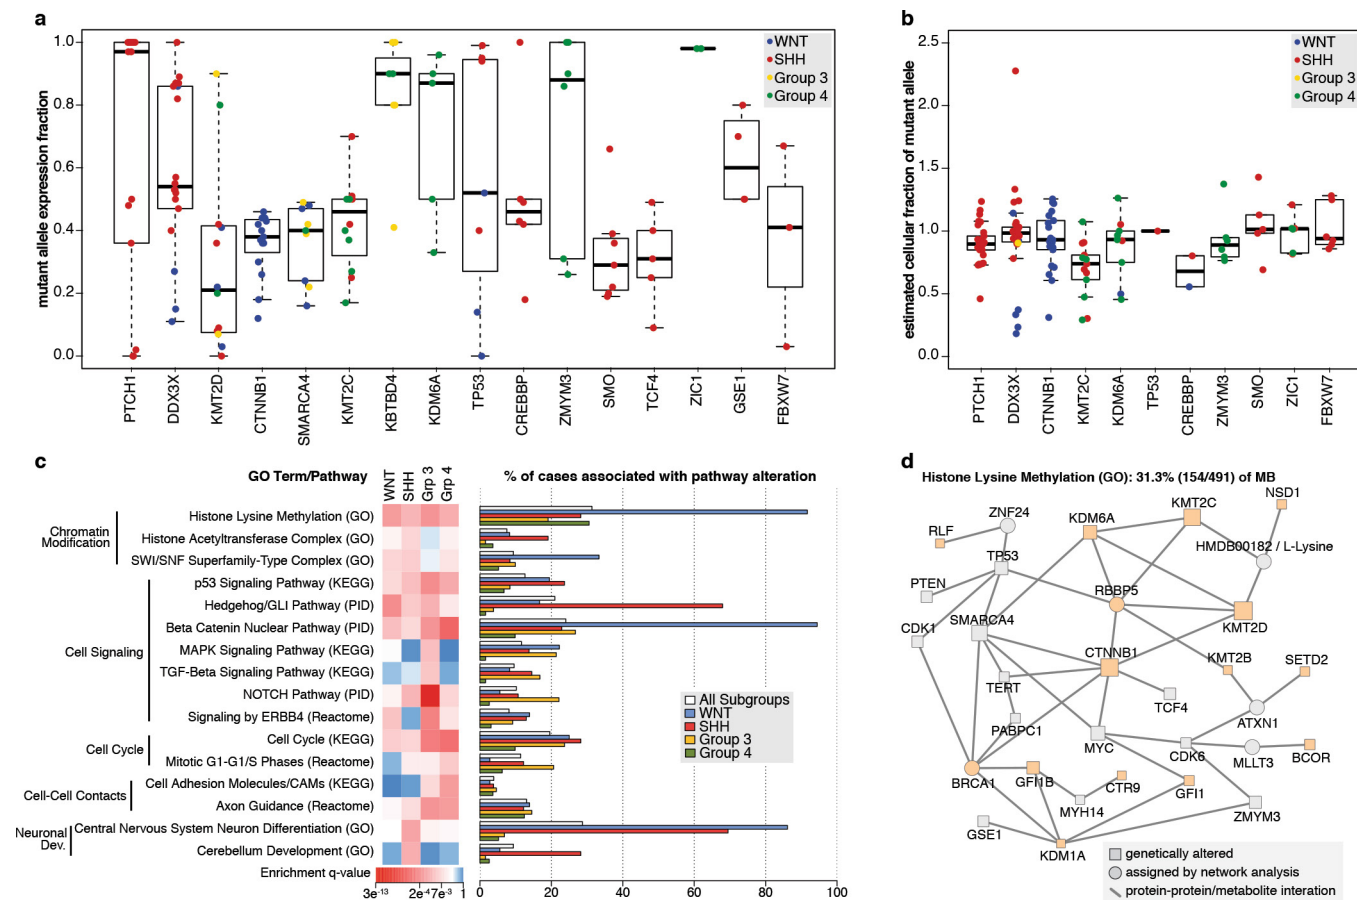 a
mutant allele expression fraction
1.0
0.8
0.6
0.4
0.2
0.0
WNT
SHH
Group 3
Group 4
PTCH1
DDX3X
KMT2D
CTNNB1
SMARCA4
KMT2C
KBTBD4
KDM6A
TP53
CREBBP
ZMYM3
SMO
TCF4
ZIC1
GSE1
FBXW7
b
estimated cellular fraction of mutant allele
2.5
2.0
1.5
1.0
0.5
0.0
WNT
SHH
Group 3
Group 4
PTCH1
DDX3X
CTNNB1
KMT2C
KDM6A
TP53
CREBBP
ZMYM3
SMO
ZIC1
FBXW7
c
GO Term/Pathway
WNT
SHH
Grp 3
Grp 4
% of cases associated with pathway alteration
Chromatin
Modification
Histone Lysine Methylation (GO)
Histone Acetyltransferase Complex (GO)
SWI/SNF Superfamily-Type Complex (GO)
Cell Signaling
p53 Signaling Pathway (KEGG)
Hedgehog/GLI Pathway (PID)
Beta Catenin Nuclear Pathway (PID)
MAPK Signaling Pathway (KEGG)
TGF-Beta Signaling Pathway (KEGG)
NOTCH Pathway (PID)
Signaling by ERBB4 (Reactome)
Cell Cycle
Cell Cycle (KEGG)
Mitotic G1-G1/S Phases (Reactome)
Cell-Cell Contacts
Cell Adhesion Molecules/CAMs (KEGG)
Axon Guidance (Reactome)
Neuronal
Dev.
Central Nervous System Neuron Differentiation (GO)
Cerebellum Development (GO)
Enrichment q-value
3e-13
2e-4
7e-3
1
All Subgroups
WNT
SHH
Group 3
Group 4
0
20
40
60
80
100
d
Histone Lysine Methylation (GO): 31.3% (154/491) of MB
NSD1
KMT2C
ZNF24
KDM6A
RLF
HMDB00182 / L-Lysine
TP53
PTEN
RBBP5
SMARCA4
KMT2D
CDK1
CTNNB1
KMT2B
SETD2
TERT
TCF4
ATXN1
PABPC1
MYC
CDK6
MLLT3
BCOR
BRCA1
GFI1B
CTR9
GFI1
MYH14
ZMYM3
GSE1
KDM1A
genetically altered
assigned by network analysis
protein-protein/metabolite interation